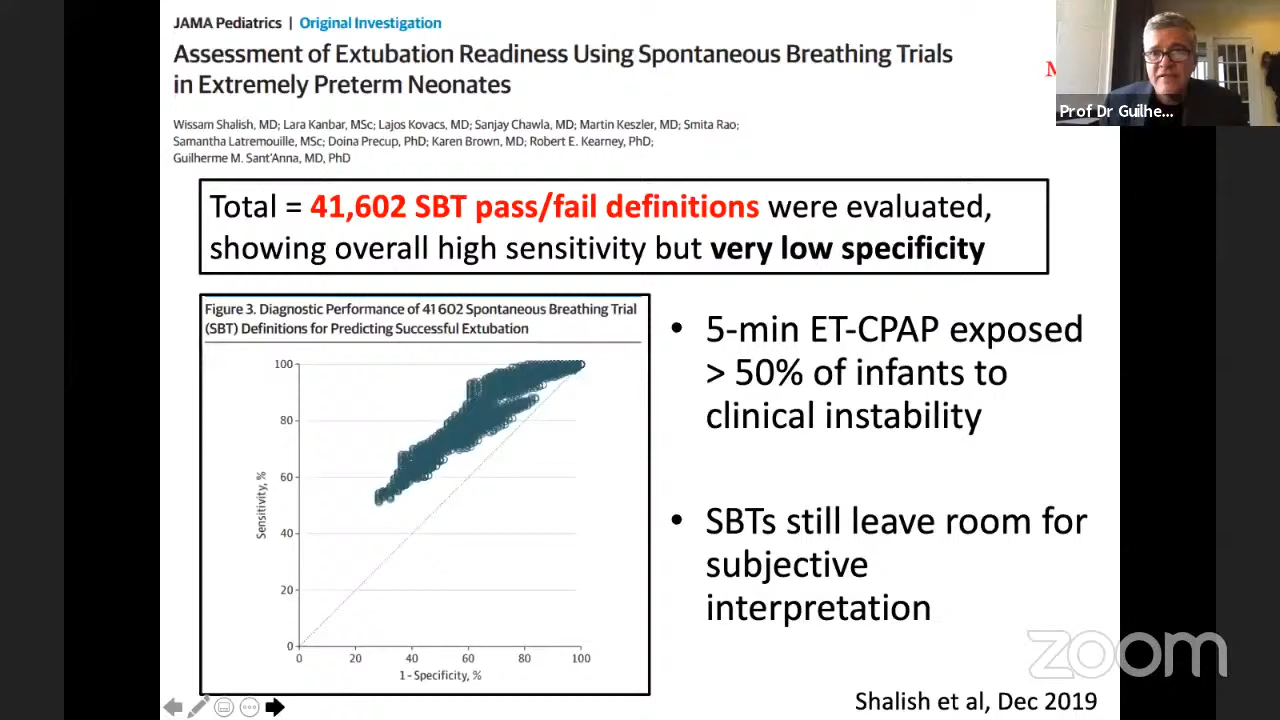 JAMA Pediatrics | Original Investigation
Assessment of Extubation Readiness Using Spontaneous Breathing Trials
in Extremely Preterm Neonates
Wissam Shalish, MD; Lara Kanbar, MSc; Lajos Kovacs, MD; Sanjay Chawla, MD; Martin Keszler, MD; Smita Rao;
Samantha Latremouille, MSc; Doina Precup, PhD; Karen Brown, MD; Robert E. Kearney, PhD;
Guilherme M. Sant'Anna, MD, PhD
Prof Dr Guilhe...
Total = 41,602 SBT pass/fail definitions were evaluated,
showing overall high sensitivity but very low specificity
Figure 3. Diagnostic Performance of 41 602 Spontaneous Breathing Trial
(SBT) Definitions for Predicting Successful Extubation
100
80
60
40
20
0
Sensitivity, %
0 20 40 60 80 100
1 - Specificity, %
• 5-min ET-CPAP exposed
> 50% of infants to
clinical instability
• SBTs still leave room for
subjective
interpretation
zoom
Shalish et al, Dec 2019